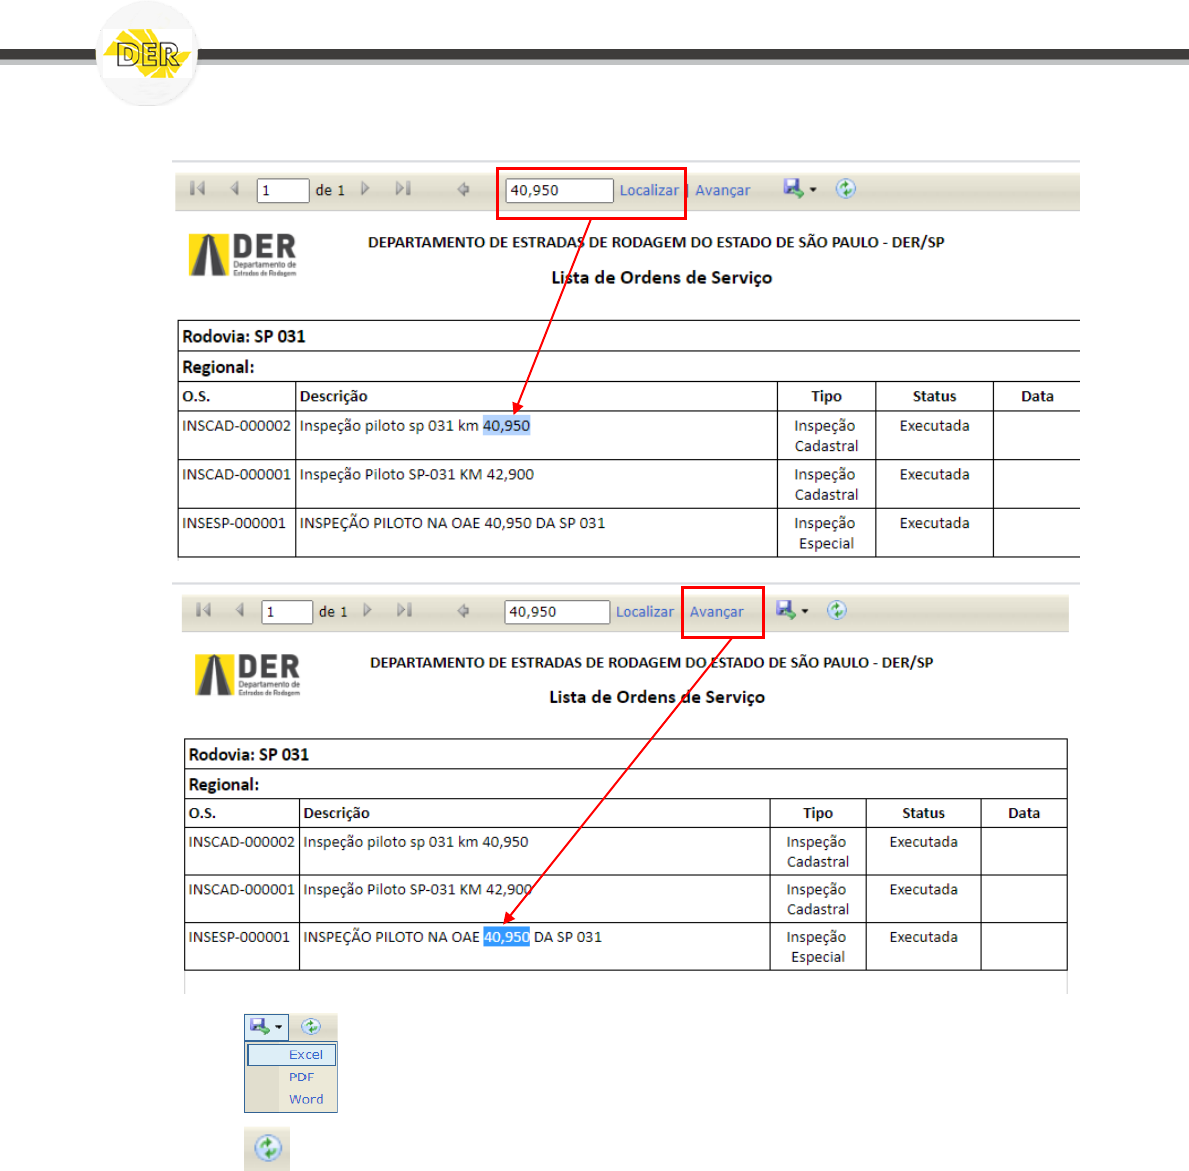 DER
1 de 1 40,950 Localizar | Avançar
DER
Departamento de
Estradas de Rodagem
DEPARTAMENTO DE ESTRADAS DE RODAGEM DO ESTADO DE SÃO PAULO - DER/SP
Lista de Ordens de Serviço
Rodovia: SP 031
Regional:
O.S. Descrição Tipo Status Data
INSCAD-000002 Inspeção piloto sp 031 km 40,950 Inspeção Executada
Cadastral
INSCAD-000001 Inspeção Piloto SP-031 KM 42,900 Inspeção Executada
Cadastral
INSESP-000001 INSPEÇÃO PILOTO NA OAE 40,950 DA SP 031 Inspeção Executada
Especial
1 de 1 40,950 Localizar Avançar
DER
Departamento de
Estradas de Rodagem
DEPARTAMENTO DE ESTRADAS DE RODAGEM DO ESTADO DE SÃO PAULO - DER/SP
Lista de Ordens de Serviço
Rodovia: SP 031
Regional:
O.S. Descrição Tipo Status Data
INSCAD-000002 Inspeção piloto sp 031 km 40,950 Inspeção Executada
Cadastral
INSCAD-000001 Inspeção Piloto SP-031 KM 42,900 Inspeção Executada
Cadastral
INSESP-000001 INSPEÇÃO PILOTO NA OAE 40,950 DA SP 031 Inspeção Executada
Especial
Excel
PDF
Word